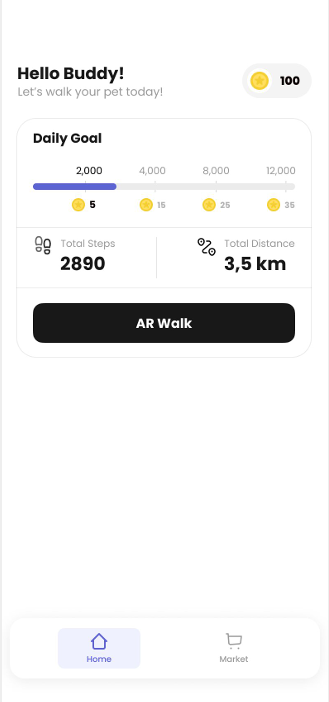 Hello Buddy!
Let's walk your pet today!
100
Daily Goal
2,000 4,000 8,000 12,000
5 15 25 35
Total Steps
2890
Total Distance
3,5 km
AR Walk
Home
Market